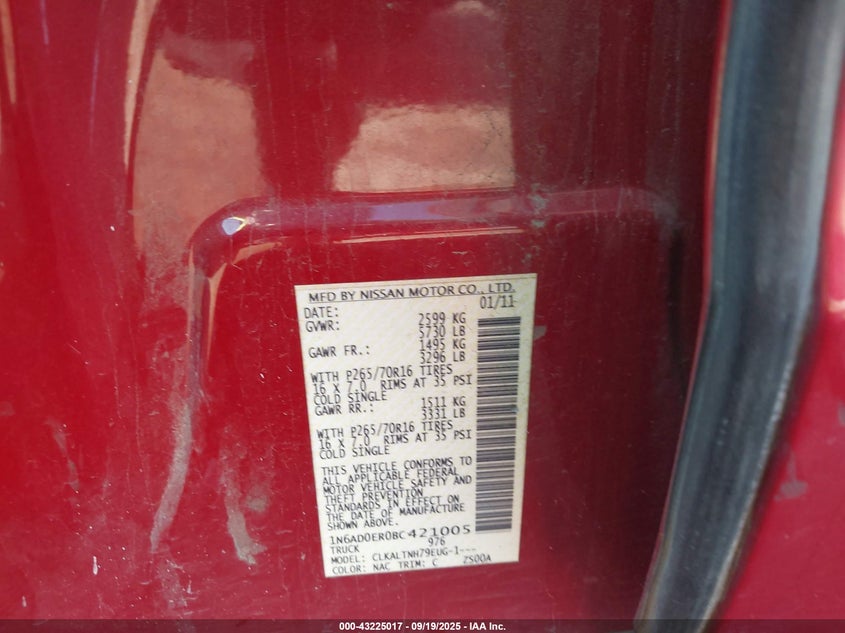 MFD BY NISSAN MOTOR CO., LTD.
DATE: 01/11
GVWR: 2599 KG
5730 LB
GAWR FR.: 1495 KG
3296 LB
WITH P265/70R16 TIRES
16 X 7.0 RIMS AT 35 PSI
COLD SINGLE
GAWR RR.: 1511 KG
3331 LB
WITH P265/70R16 TIRES
16 X 7.0 RIMS AT 35 PSI
COLD SINGLE
THIS VEHICLE CONFORMS TO
ALL APPLICABLE FEDERAL
MOTOR VEHICLE SAFETY AND
THEFT PREVENTION
STANDARDS IN EFFECT ON
THE DATE OF MANUFACTURE
SHOWN ABOVE.
1N6AD0ER0BC421005
TRUCK 976
MODEL: CLKALTNH79EUG-1---
COLOR: NAC TRIM: C ZS00A
000-43225017 - 09/19/2025 - IAA Inc.